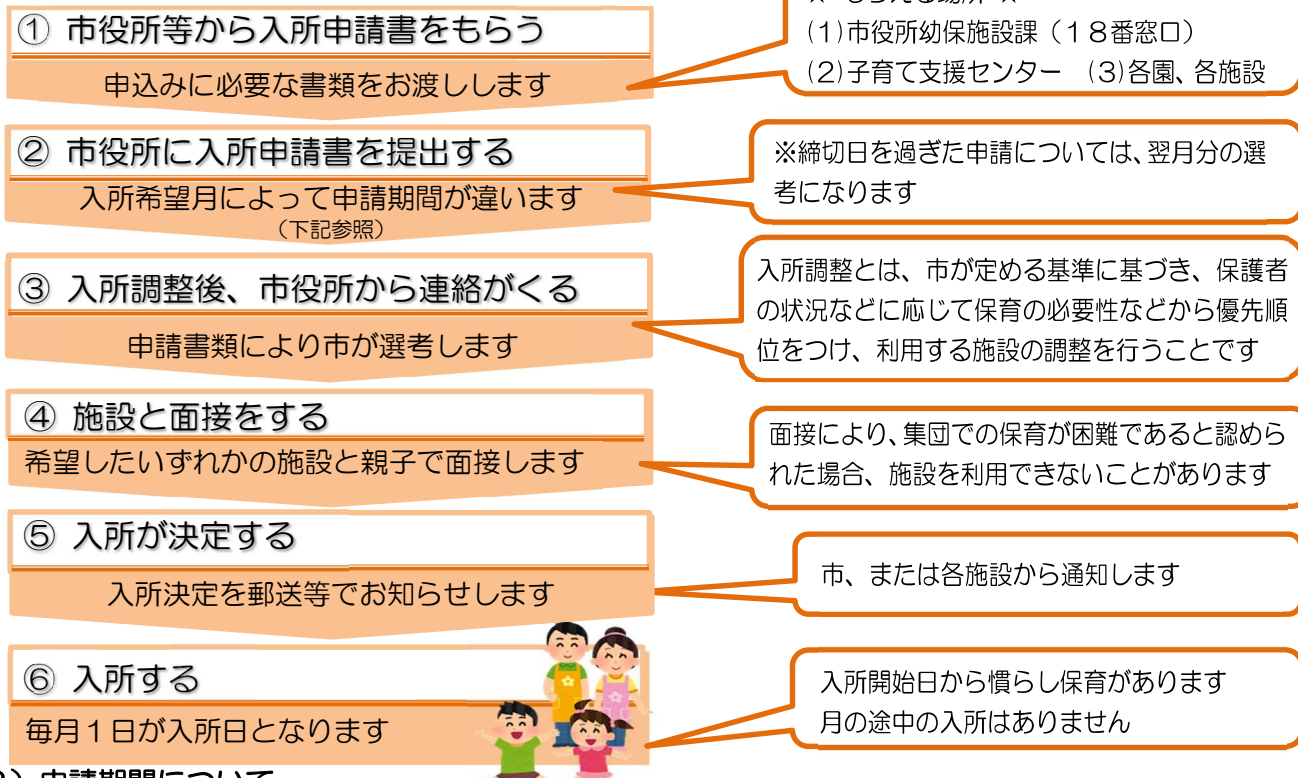 ① 市役所等から入所申請書をもらう
申込みに必要な書類をお渡しします
(1)市役所幼保施設課（１８番窓口）
(2)子育て支援センター　(3)各園、各施設
② 市役所に入所申請書を提出する
入所希望月によって申請期間が違います
（下記参照）
※締切日を過ぎた申請については、翌月分の選
考になります
③ 入所調整後、市役所から連絡がくる
申請書類により市が選考します
入所調整とは、市が定める基準に基づき、保護者
の状況などに応じて保育の必要性などから優先順
位をつけ、利用する施設の調整を行うことです
④ 施設と面接をする
希望したいずれかの施設と親子で面接します
面接により、集団での保育が困難であると認めら
れた場合、施設を利用できないことがあります
⑤ 入所が決定する
入所決定を郵送等でお知らせします
市、または各施設から通知します
⑥ 入所する
毎月１日が入所日となります
入所開始日から慣らし保育があります
月の途中の入所はありません
申請期間について